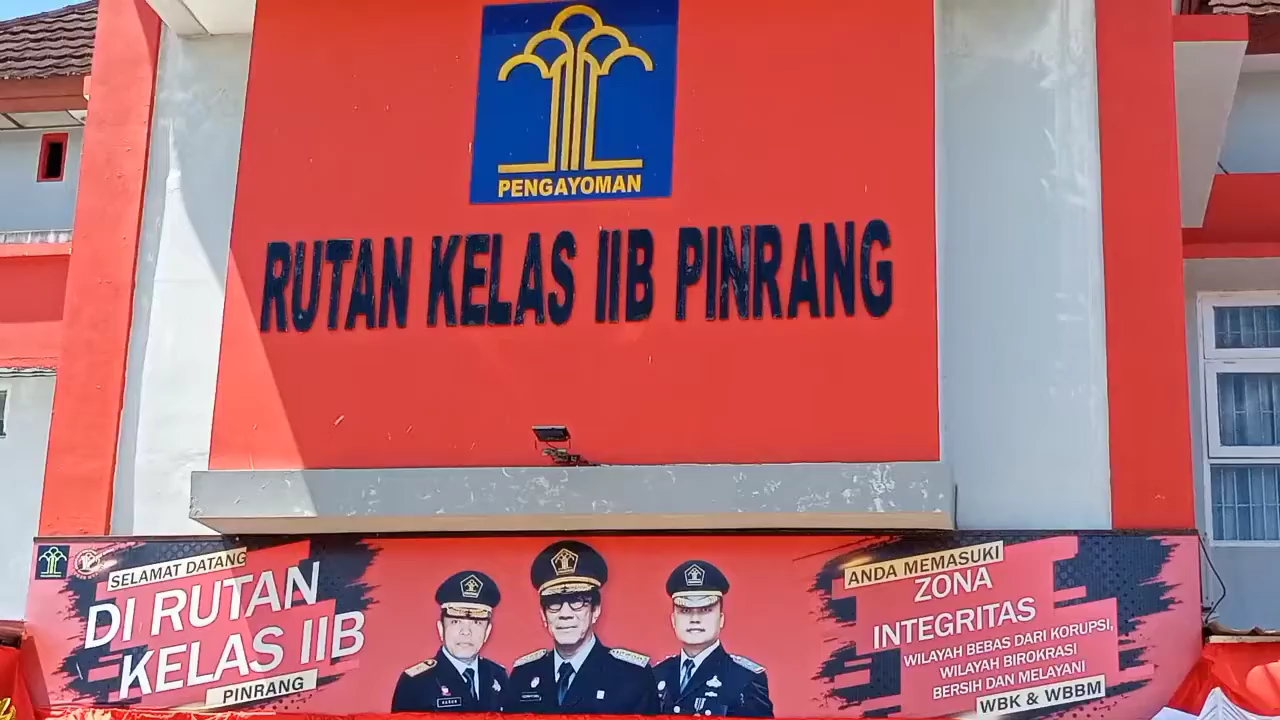 PENGAYOMAN
RUTAN KELAS IIB PINRANG
SELAMAT DATANG
DI RUTAN
KELAS IIB
PINRANG
ANDA MEMASUKI
ZONA
INTEGRITAS
WILAYAH BEBAS DARI KORUPSI,
WILAYAH BIROKRASI
BERSIH DAN MELAYANI
WBK & WBBM